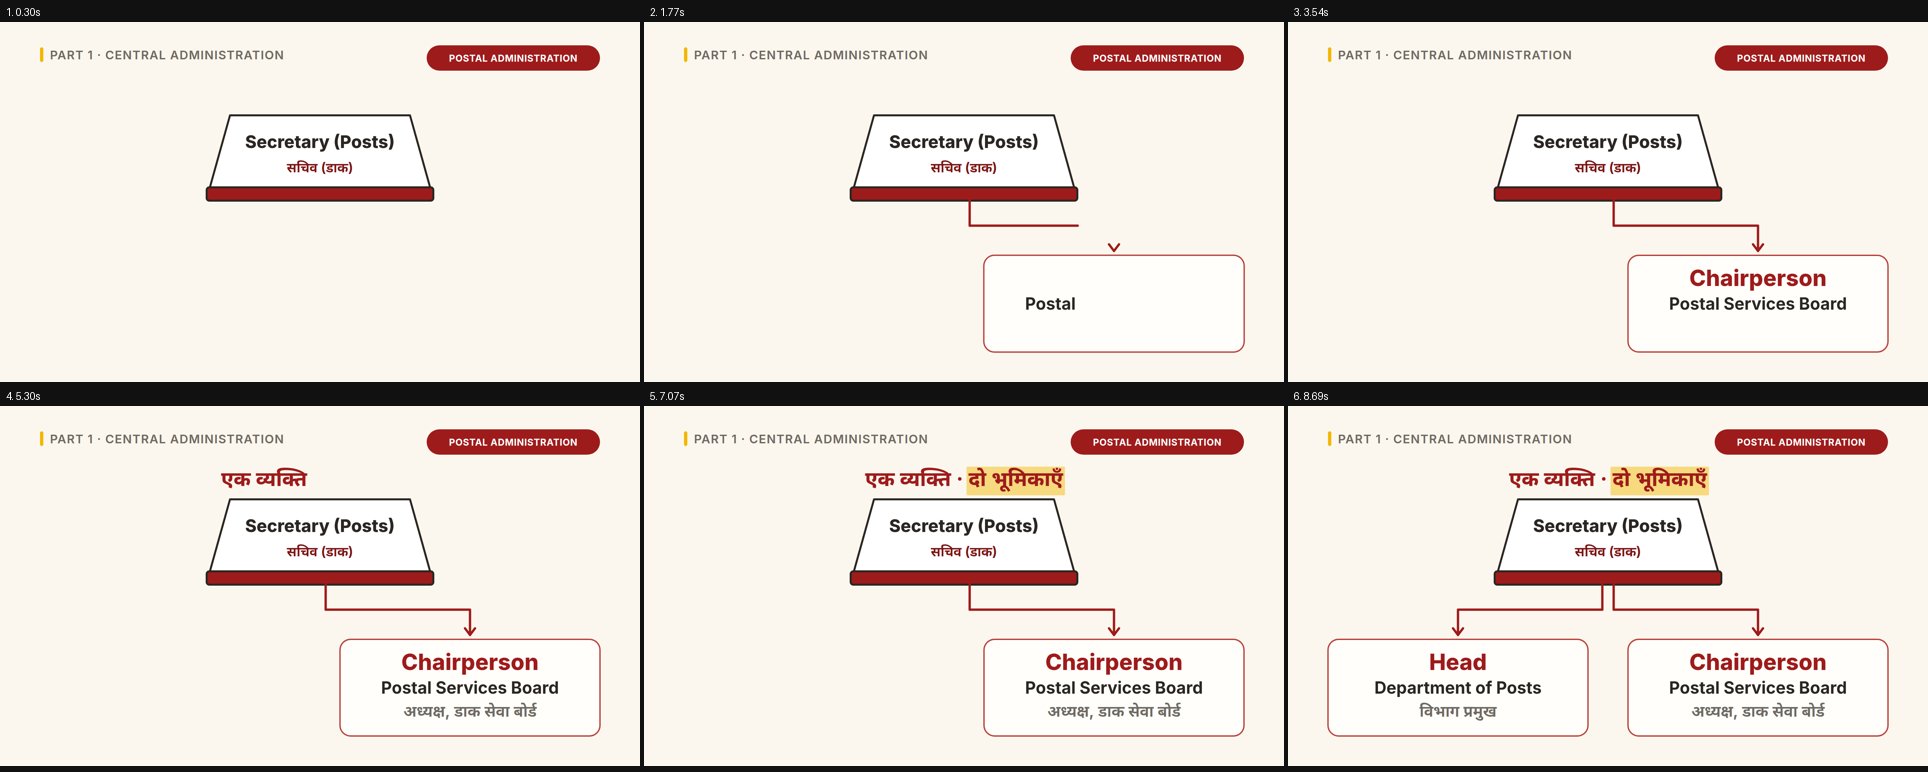 1. 0.30s
PART 1 · CENTRAL ADMINISTRATION
POSTAL ADMINISTRATION
Secretary (Posts)
सचिव (डाक)
2. 1.77s
PART 1 · CENTRAL ADMINISTRATION
POSTAL ADMINISTRATION
Secretary (Posts)
सचिव (डाक)
Postal
3. 3.54s
PART 1 · CENTRAL ADMINISTRATION
POSTAL ADMINISTRATION
Secretary (Posts)
सचिव (डाक)
Chairperson
Postal Services Board
4. 5.30s
PART 1 · CENTRAL ADMINISTRATION
POSTAL ADMINISTRATION
एक व्यक्ति
Secretary (Posts)
सचिव (डाक)
Chairperson
Postal Services Board
अध्यक्ष, डाक सेवा बोर्ड
5. 7.07s
PART 1 · CENTRAL ADMINISTRATION
POSTAL ADMINISTRATION
एक व्यक्ति · दो भूमिकाएँ
Secretary (Posts)
सचिव (डाक)
Chairperson
Postal Services Board
अध्यक्ष, डाक सेवा बोर्ड
6. 8.69s
PART 1 · CENTRAL ADMINISTRATION
POSTAL ADMINISTRATION
एक व्यक्ति · दो भूमिकाएँ
Secretary (Posts)
सचिव (डाक)
Head
Department of Posts
विभाग प्रमुख
Chairperson
Postal Services Board
अध्यक्ष, डाक सेवा बोर्ड